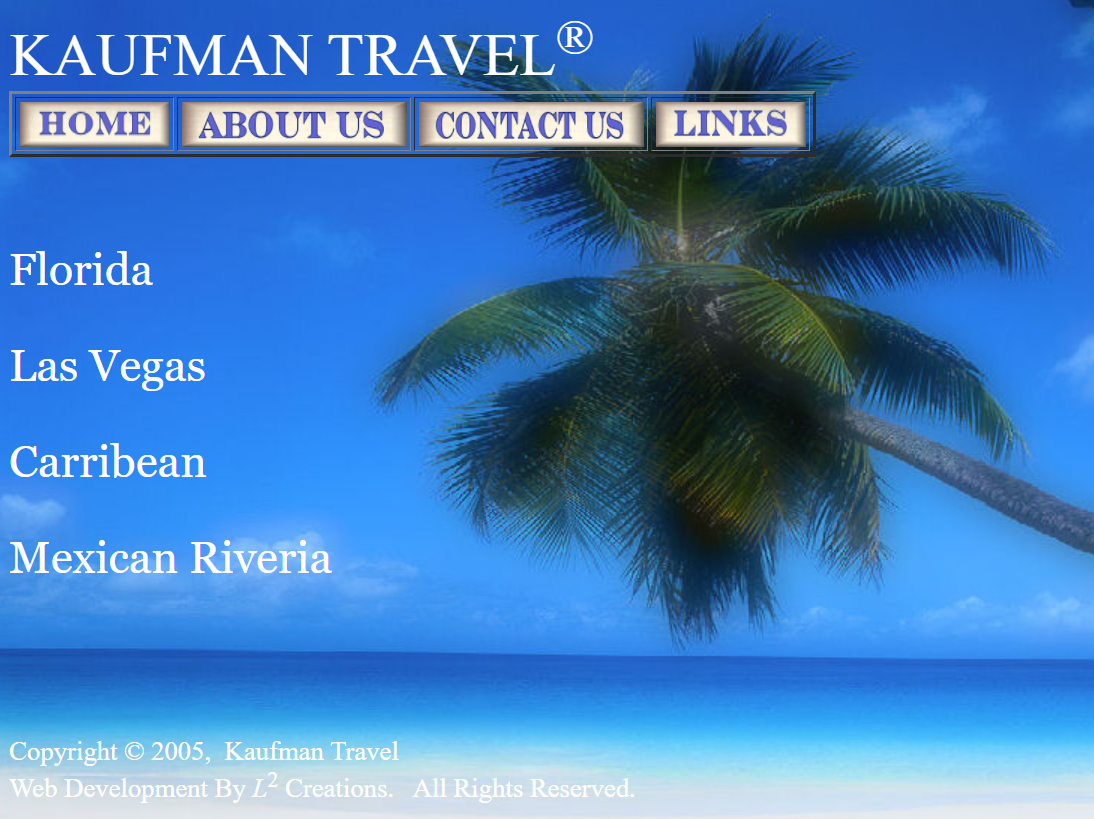 KAUFMAN TRAVEL®
HOME ABOUT US CONTACT US LINKS
Florida
Las Vegas
Carribean
Mexican Riveria
Copyright © 2005, Kaufman Travel
Web Development By L² Creations. All Rights Reserved.